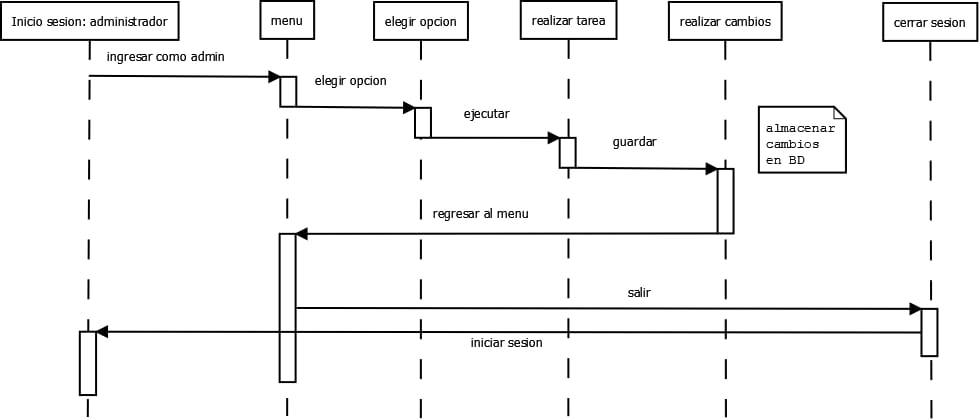 Inicio sesion: administrador
menu
elegir opcion
realizar tarea
realizar cambios
cerrar sesion
ingresar como admin
elegir opcion
ejecutar
guardar
almacenar
cambios
en BD
regresar al menu
salir
iniciar sesion